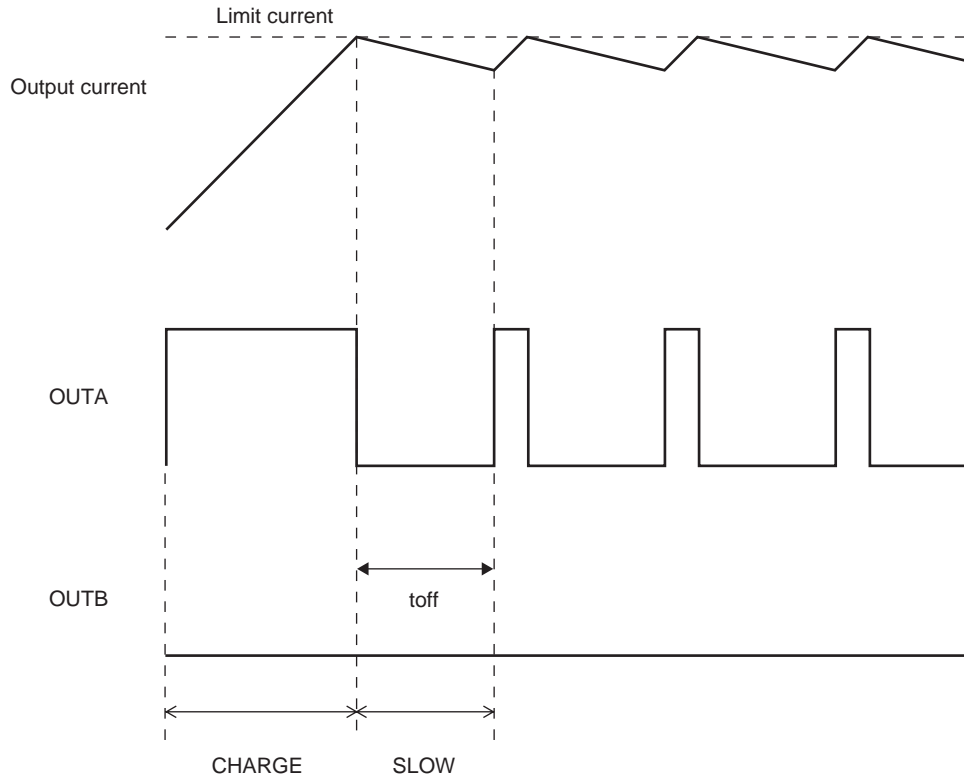 Limit current
Output current
OUTA
OUTB
toff
CHARGE
SLOW